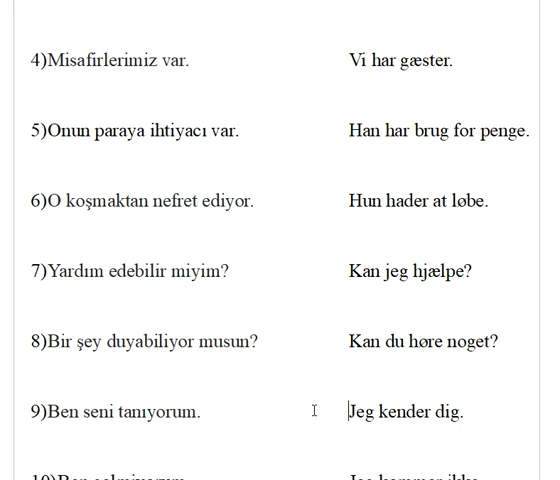 4)Misafirlerimiz var. Vi har gæster.
5)Onun paraya ihtiyacı var. Han har brug for penge.
6)O koşmaktan nefret ediyor. Hun hader at løbe.
7)Yardım edebilir miyim? Kan jeg hjælpe?
8)Bir şey duyabiliyor musun? Kan du høre noget?
9)Ben seni tanıyorum. Jeg kender dig.